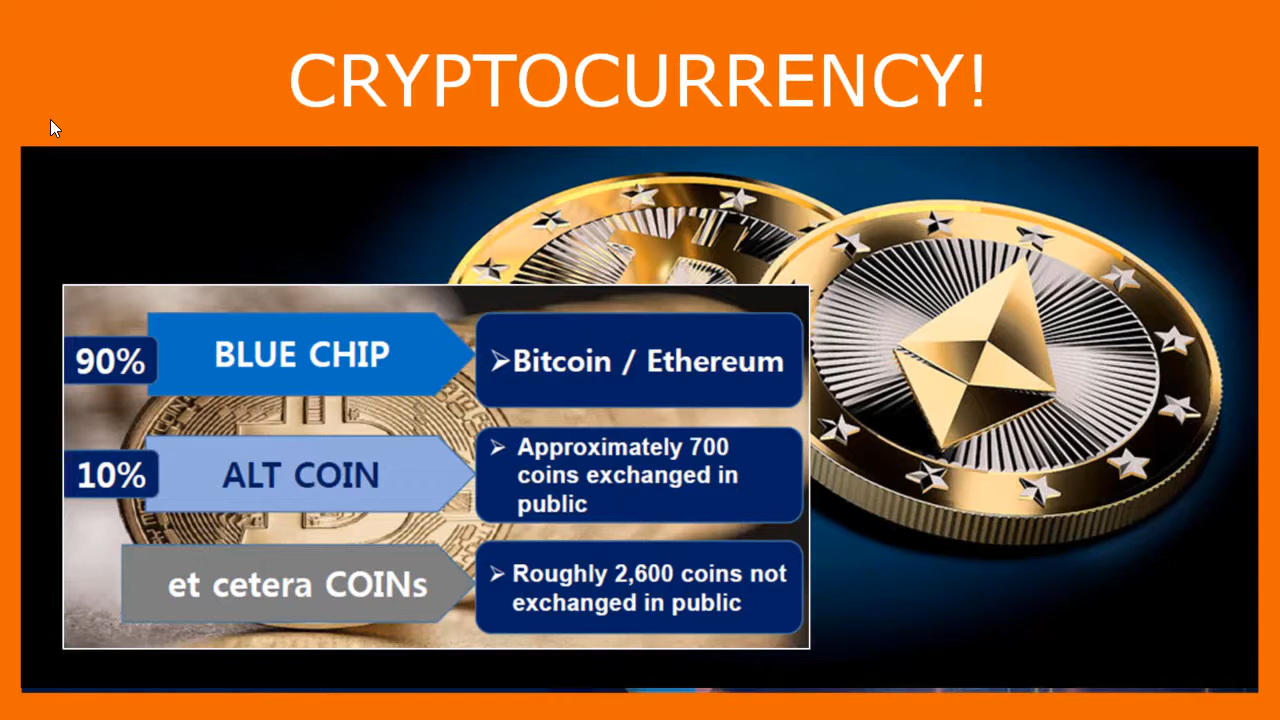 CRYPTOCURRENCY!
90%
BLUE CHIP
➢Bitcoin / Ethereum
10%
ALT COIN
➢ Approximately 700
coins exchanged in
public
et cetera COINs
➢ Roughly 2,600 coins not
exchanged in public